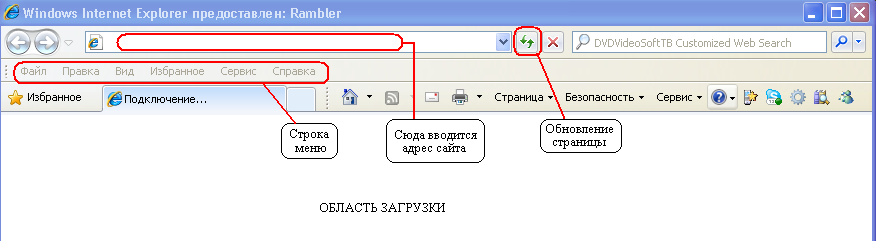 Windows Internet Explorer предоставлен: Rambler
DVDVideoSoftTB Customized Web Search
Файл Правка Вид Избранное Сервис Справка
Избранное Подключение... Страница Безопасность Сервис
Строка
меню
Сюда вводится
адрес сайта
Обновление
страницы
ОБЛАСТЬ ЗАГРУЗКИ